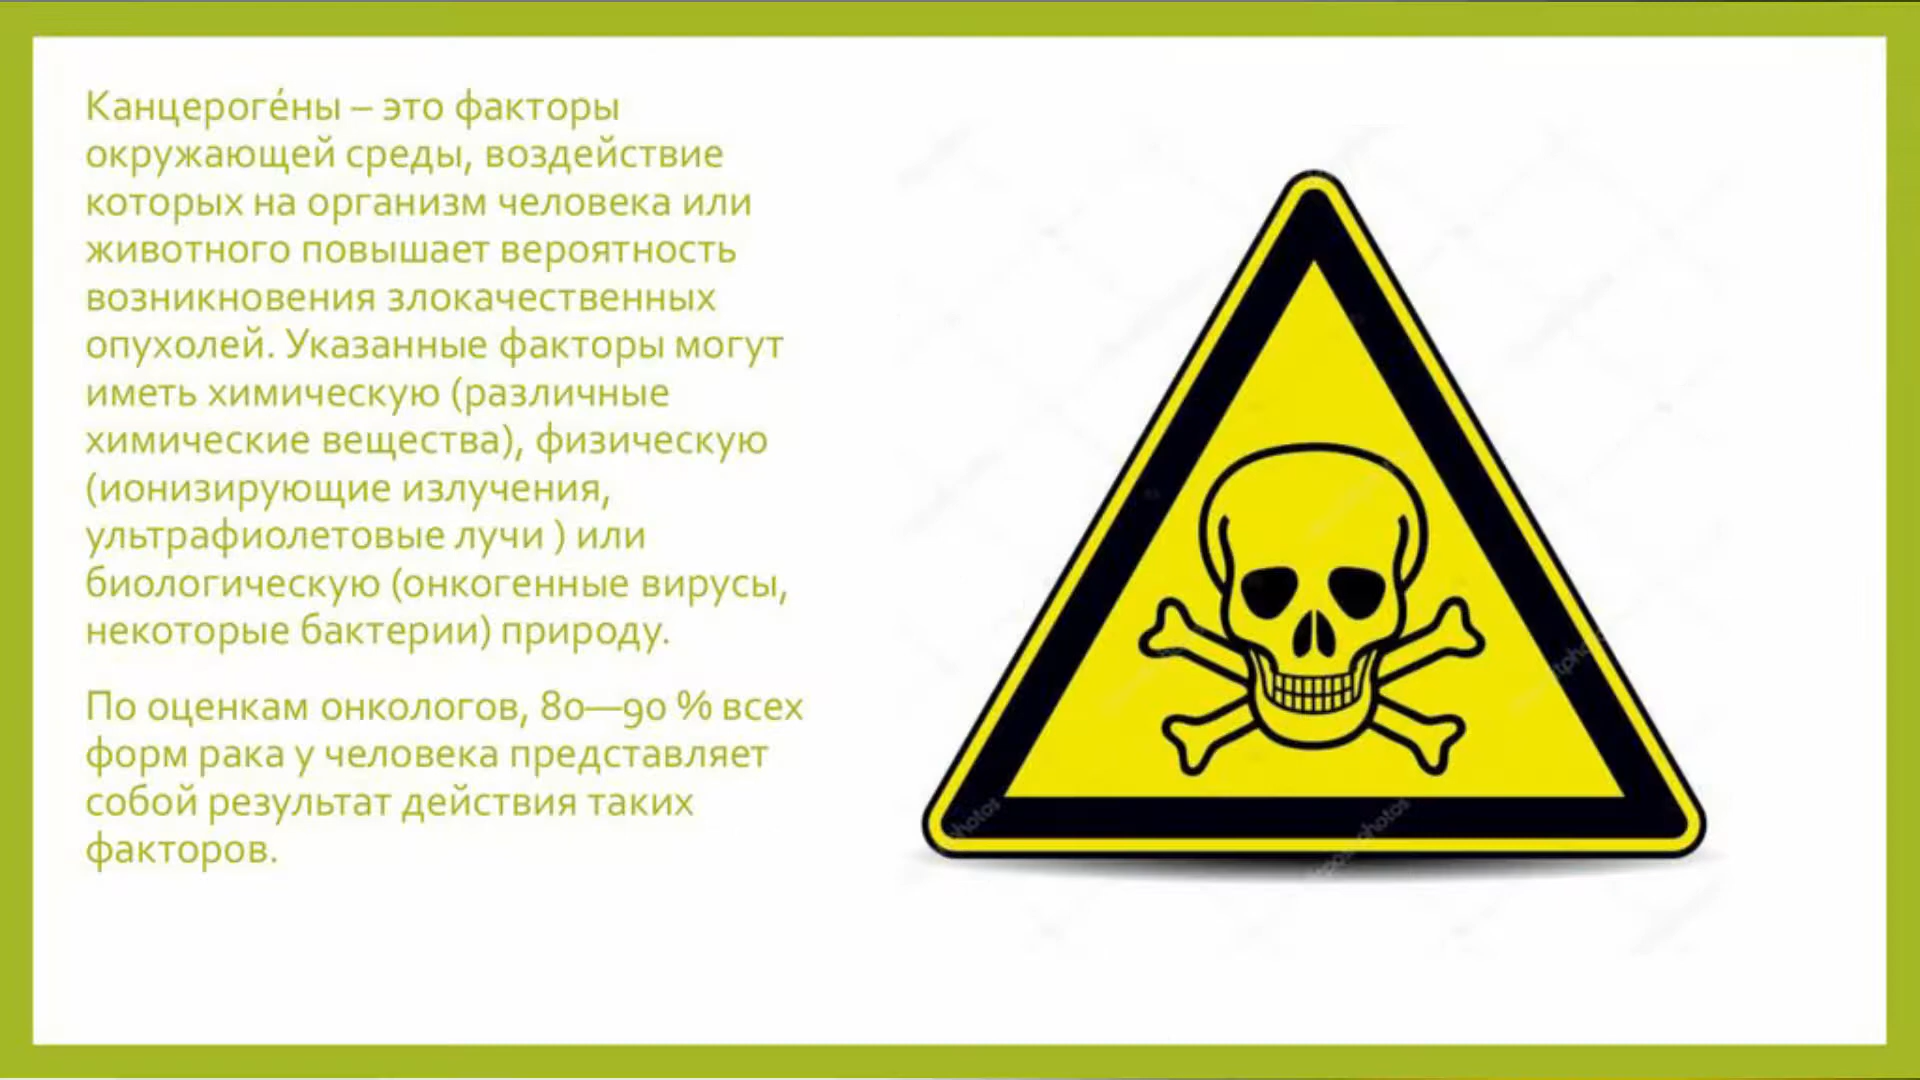 Канцероге́ны – это факторы
окружающей среды, воздействие
которых на организм человека или
животного повышает вероятность
возникновения злокачественных
опухолей. Указанные факторы могут
иметь химическую (различные
химические вещества), физическую
(ионизирующие излучения,
ультрафиолетовые лучи ) или
биологическую (онкогенные вирусы,
некоторые бактерии) природу.
По оценкам онкологов, 80—90 % всех
форм рака у человека представляет
собой результат действия таких
факторов.